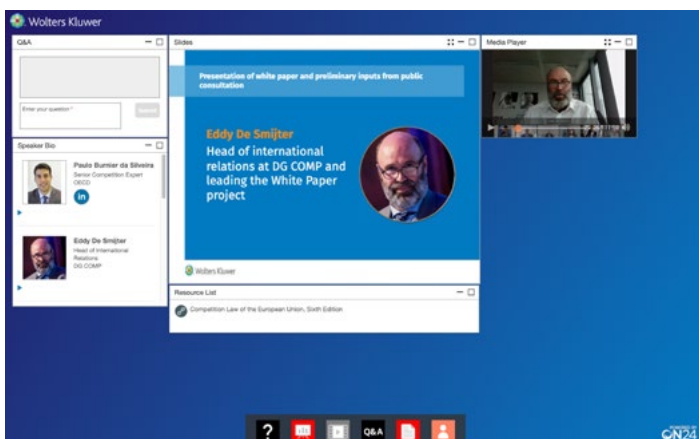 Wolters Kluwer
Q&A
Enter your question *
Submit
Speaker Bio
Paulo Burnier da Silveira
Senior Competition Expert
OECD
in
Eddy De Smijter
Head of International
Relations
DG COMP
Slides
Presentation of white paper and preliminary inputs from public
consultation
Eddy De Smijter
Head of international
relations at DG COMP and
leading the White Paper
project
Wolters Kluwer
Resource List
Competition Law of the European Union, Sixth Edition
Media Player
?
Q&A
ON24